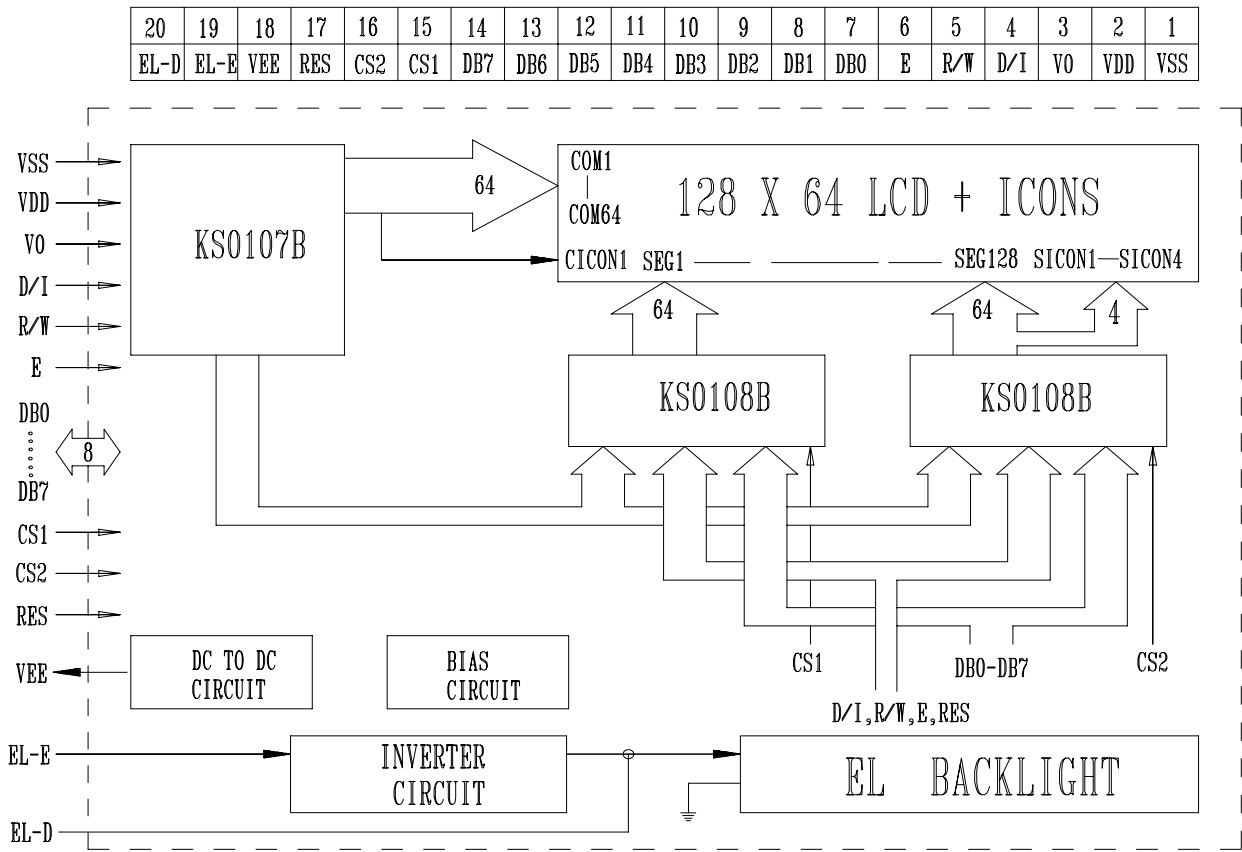 20 19 18 17 16 15 14 13 12 11 10 9 8 7 6 5 4 3 2 1
EL-D EL-E VEE RES CS2 CS1 DB7 DB6 DB5 DB4 DB3 DB2 DB1 DB0 E R/W D/I V0 VDD VSS
VSS
VDD
V0
D/I
R/W
E
DB0
8
DB7
CS1
CS2
RES
VEE
EL-E
EL-D
KS0107B
64
COM1
COM64
128 X 64 LCD + ICONS
CICON1 SEG1 SEG128 SICON1—SICON4
64
64
4
KS0108B
KS0108B
CS1
DB0-DB7
CS2
D/I,R/W,E,RES
DC TO DC
CIRCUIT
BIAS
CIRCUIT
INVERTER
CIRCUIT
EL BACKLIGHT